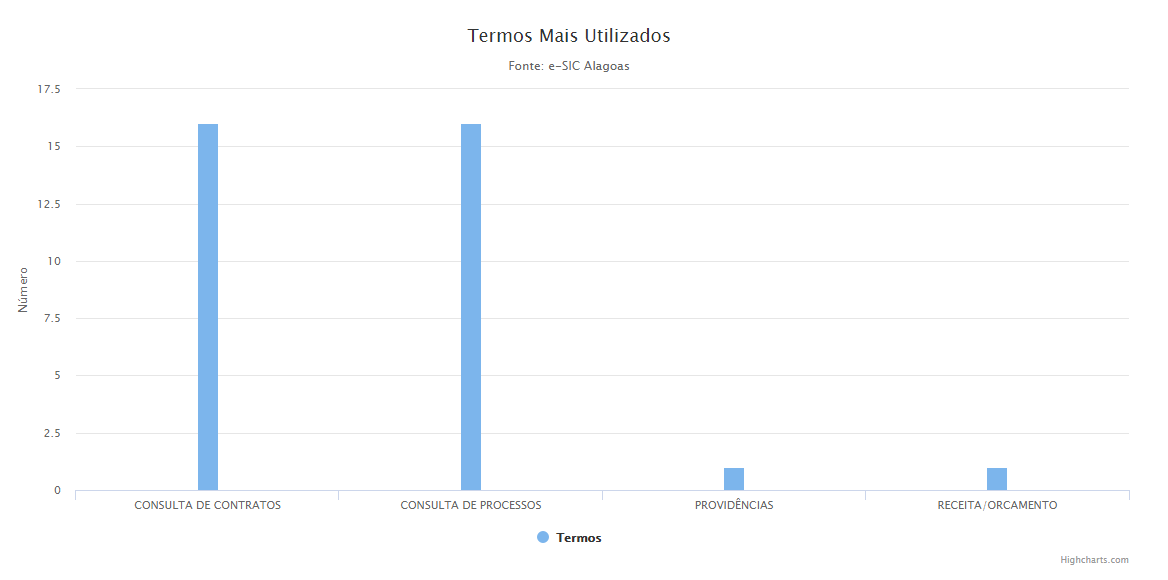 Termos Mais Utilizados
Fonte: e-SIC Alagoas
17.5
15
12.5
10
7.5
5
2.5
0
Número
CONSULTA DE CONTRATOS
CONSULTA DE PROCESSOS
PROVIDÊNCIAS
RECEITA/ORCAMENTO
Termos
Highcharts.com